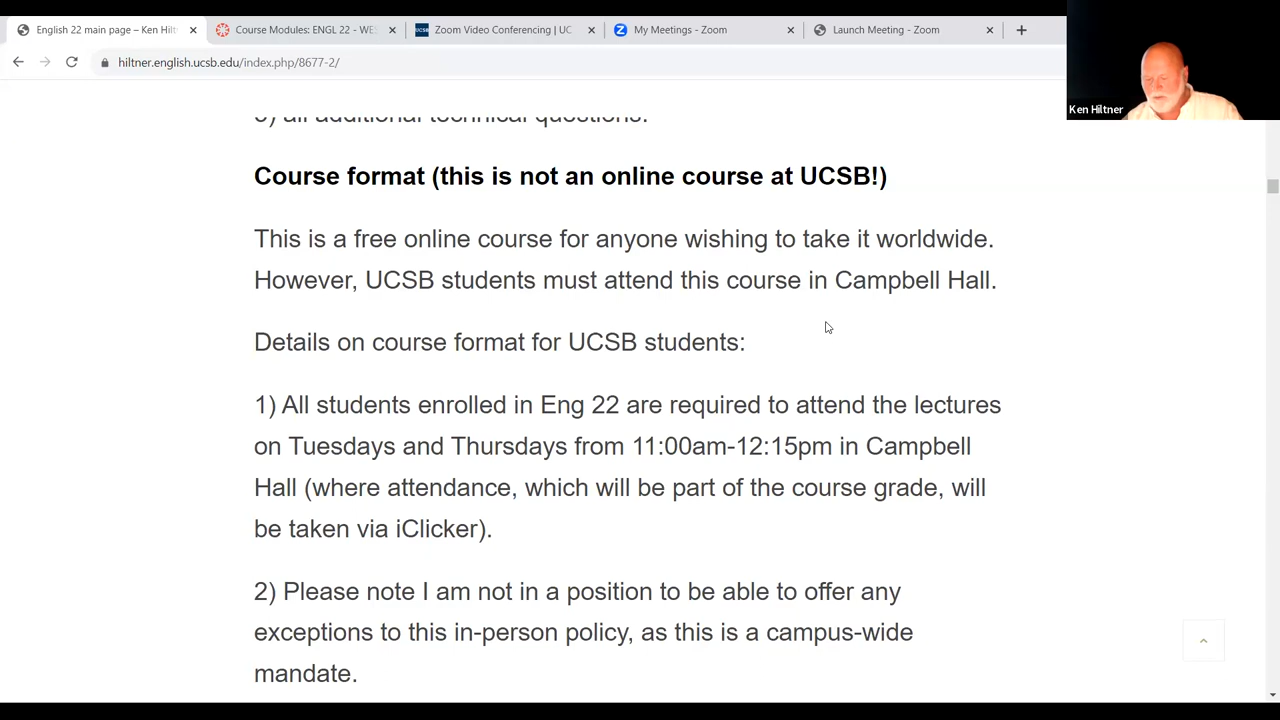 English 22 main page – Ken Hilt
Course Modules: ENGL 22 - WE
UCSB
Zoom Video Conferencing | UC
My Meetings - Zoom
Launch Meeting - Zoom
hiltner.english.ucsb.edu/index.php/8677-2/
Ken Hiltner
all additional technical questions.
Course format (this is not an online course at UCSB!)
This is a free online course for anyone wishing to take it worldwide.
However, UCSB students must attend this course in Campbell Hall.
Details on course format for UCSB students:
1) All students enrolled in Eng 22 are required to attend the lectures
on Tuesdays and Thursdays from 11:00am-12:15pm in Campbell
Hall (where attendance, which will be part of the course grade, will
be taken via iClicker).
2) Please note I am not in a position to be able to offer any
exceptions to this in-person policy, as this is a campus-wide
mandate.